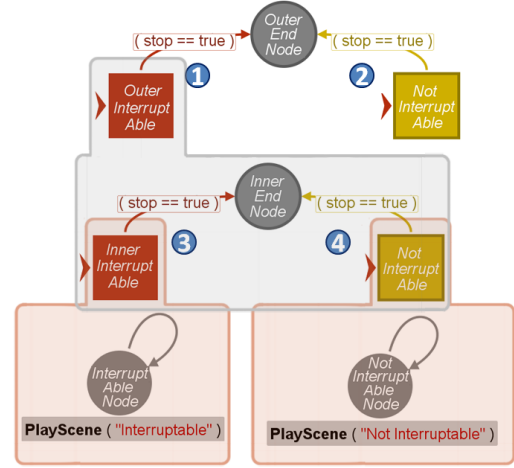 Outer
End
Node
( stop == true )
( stop == true )
1
2
Outer
Interrupt
Able
Not
Interrupt
Able
Inner
End
Node
( stop == true )
( stop == true )
3
4
Inner
Interrupt
Able
Not
Interrupt
Able
Interrupt
Able
Node
Not
Interrupt
Able
Node
PlayScene ( "Interruptable" )
PlayScene ( "Not Interruptable" )